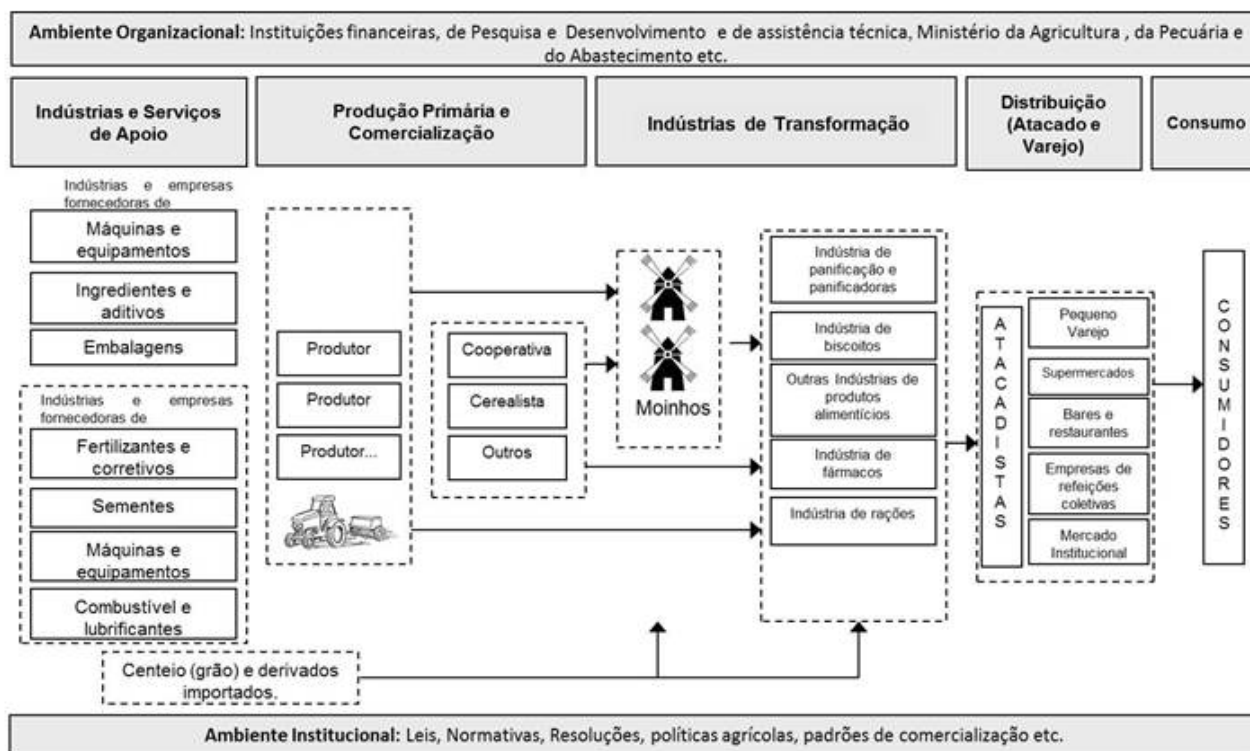 Ambiente Organizacional: Instituições financeiras, de Pesquisa e Desenvolvimento e de assistência técnica, Ministério da Agricultura , da Pecuária e
do Abastecimento etc.
Indústrias e Serviços
de Apoio
Produção Primária e
Comercialização
Indústrias de Transformação
Distribuição
(Atacado e
Varejo)
Consumo
Indústrias e empresas
fornecedoras de
Máquinas e
equipamentos
Ingredientes e
aditivos
Embalagens
Indústrias e empresas
fornecedoras de
Fertilizantes e
corretivos
Sementes
Máquinas e
equipamentos
Combustível e
lubrificantes
Produtor
Produtor
Produtor...
Cooperativa
Cerealista
Outros
Moinhos
Indústria de
panificação e
panificadoras
Indústria de
biscoitos
Outras Indústrias de
produtos
alimentícios
Indústria de
fármacos
Indústria de rações
ATACADISTAS
Pequeno
Varejo
Supermercados
Bares e
restaurantes
Empresas de
refeições
coletivas
Mercado
Institucional
CONSUMIDORES
Centeio (grão) e derivados
importados.
Ambiente Institucional: Leis, Normativas, Resoluções, políticas agrícolas, padrões de comercialização etc.